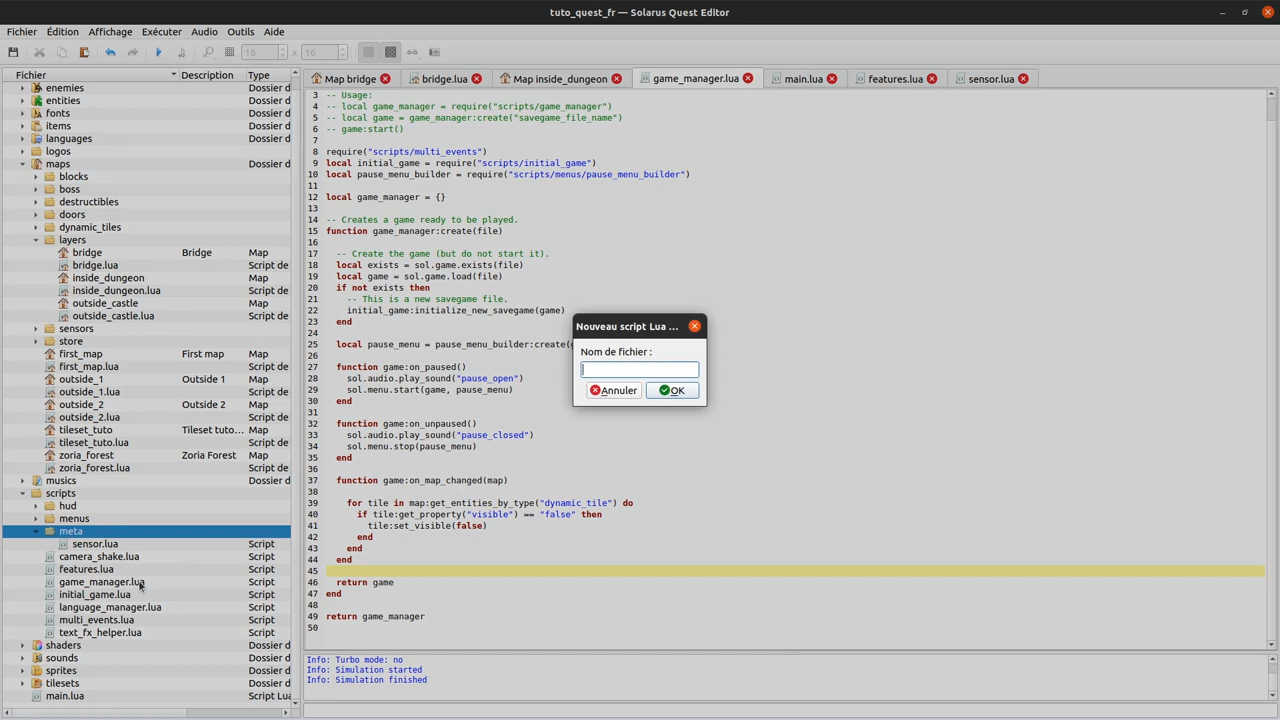 tuto_quest_fr — Solarus Quest Editor
Fichier Édition Affichage Exécuter Audio Outils Aide
16 x 16
Fichier Description Type
enemies Dossier d
entities Dossier d
fonts Dossier d
items Dossier d
languages Dossier d
logos Dossier d
maps Dossier d
blocks Dossier d
boss Dossier d
destructibles Dossier d
doors Dossier d
dynamic_tiles Dossier d
layers Dossier d
bridge Bridge Map
bridge.lua Script de
inside_dungeon Map
inside_dungeon.lua Script de
outside_castle Map
outside_castle.lua Script de
sensors Dossier d
store Dossier d
first_map First map Map
first_map.lua Script de
outside_1 Outside 1 Map
outside_1.lua Script de
outside_2 Outside 2 Map
outside_2.lua Script de
tileset_tuto Tileset tuto... Map
tileset_tuto.lua Script de
zoria_forest Zoria Forest Map
zoria_forest.lua Script de
musics Dossier d
scripts Dossier d
hud Dossier d
menus Dossier d
meta Dossier d
sensor.lua Script
camera_shake.lua Script
features.lua Script
game_manager.lua Script
initial_game.lua Script
language_manager.lua Script
multi_events.lua Script
text_fx_helper.lua Script
shaders Dossier d
sounds Dossier d
sprites Dossier d
tilesets Dossier d
main.lua Script Lua
Map bridge bridge.lua Map inside_dungeon game_manager.lua main.lua features.lua sensor.lua
3 -- Usage:
4 -- local game_manager = require("scripts/game_manager")
5 -- local game = game_manager:create("savegame_file_name")
6 -- game:start()
7
8 require("scripts/multi_events")
9 local initial_game = require("scripts/initial_game")
10 local pause_menu_builder = require("scripts/menus/pause_menu_builder")
11
12 local game_manager = {}
13
14 -- Creates a game ready to be played.
15 function game_manager:create(file)
16
17 -- Create the game (but do not start it).
18 local exists = sol.game.exists(file)
19 local game = sol.game.load(file)
20 if not exists then
21 -- This is a new savegame file.
22 initial_game:initialize_new_savegame(game)
23 end
24
25 local pause_menu = pause_menu_builder:create(
26
27 function game:on_paused()
28 sol.audio.play_sound("pause_open")
29 sol.menu.start(game, pause_menu)
30 end
31
32 function game:on_unpaused()
33 sol.audio.play_sound("pause_closed")
34 sol.menu.stop(pause_menu)
35 end
36
37 function game:on_map_changed(map)
38
39 for tile in map:get_entities_by_type("dynamic_tile") do
40 if tile:get_property("visible") == "false" then
41 tile:set_visible(false)
42 end
43 end
44 end
45
46 return game
47 end
48
49 return game_manager
50
Nouveau script Lua ...
Nom de fichier :
Annuler OK
Info: Turbo mode: no
Info: Simulation started
Info: Simulation finished